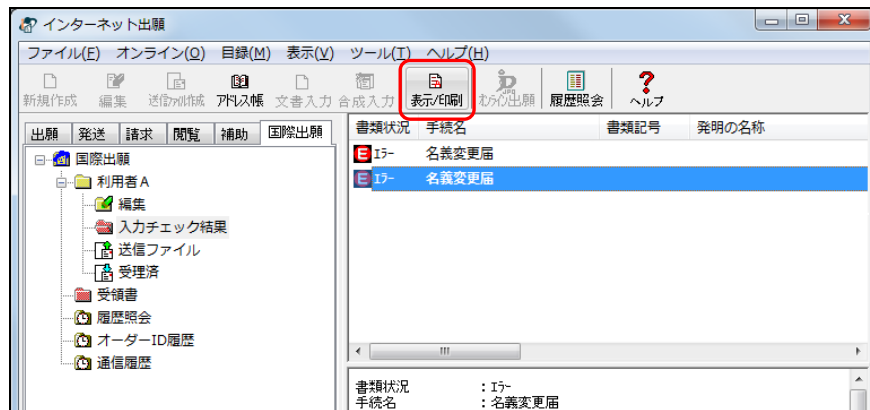 インターネット出願
ファイル(F) オンライン(O) 目録(M) 表示(V) ツール(T) ヘルプ(H)
新規作成 編集 送信ﾌｧｲﾙ作成 ｱﾄﾞﾚｽ帳 文書入力 合成入力 表示/印刷 ｵﾝﾗｲﾝ出願 履歴照会 ヘルプ
出願 発送 請求 閲覧 補助 国際出願
書類状況 手続名 書類記号 発明の名称
国際出願
利用者A
編集
入力チェック結果
送信ファイル
受理済
受領書
履歴照会
オーダーID履歴
通信履歴
E ｴﾗｰ 名義変更届
E ｴﾗｰ 名義変更届
書類状況 : ｴﾗｰ
手続名 : 名義変更届